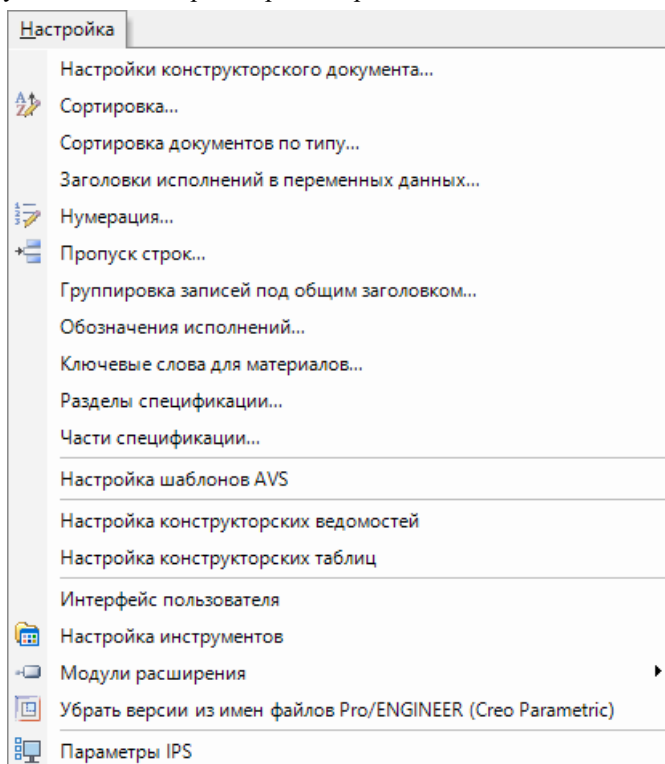 Настройка
Настройки конструкторского документа...
Сортировка...
Сортировка документов по типу...
Заголовки исполнений в переменных данных...
Нумерация...
Пропуск строк...
Группировка записей под общим заголовком...
Обозначения исполнений...
Ключевые слова для материалов...
Разделы спецификации...
Части спецификации...
Настройка шаблонов AVS
Настройка конструкторских ведомостей
Настройка конструкторских таблиц
Интерфейс пользователя
Настройка инструментов
Модули расширения
Убрать версии из имен файлов Pro/ENGINEER (Creo Parametric)
Параметры IPS